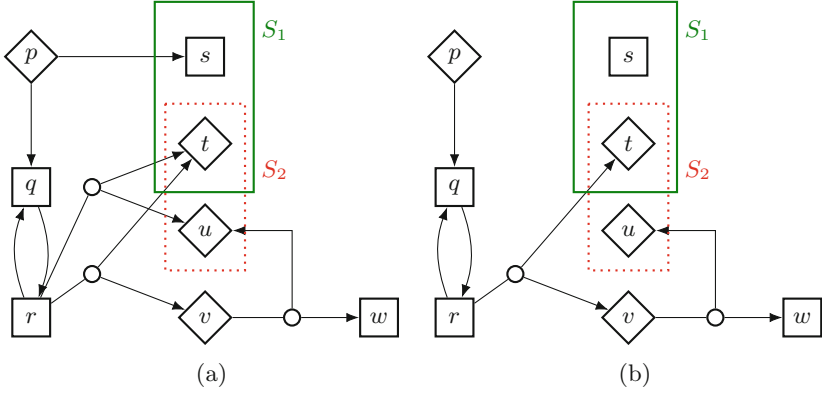 p s S₁ p s S₁
t t
q S₂ q S₂
u u
r v w r v w
(a) (b)